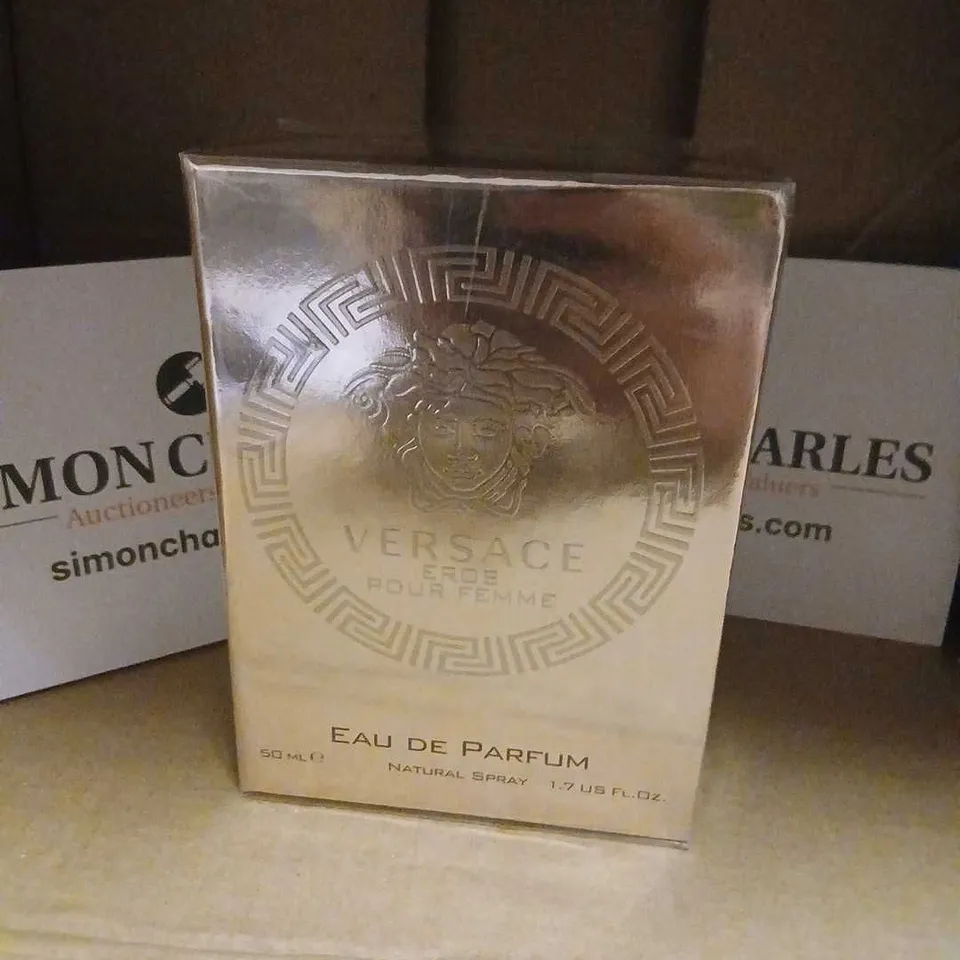 VERSACE
EROS
POUR FEMME
EAU DE PARFUM
50 ML ℮
NATURAL SPRAY 1.7 US FL.OZ.
MON C
Auctioneers
simoncha
ARLES
aluers
s.com